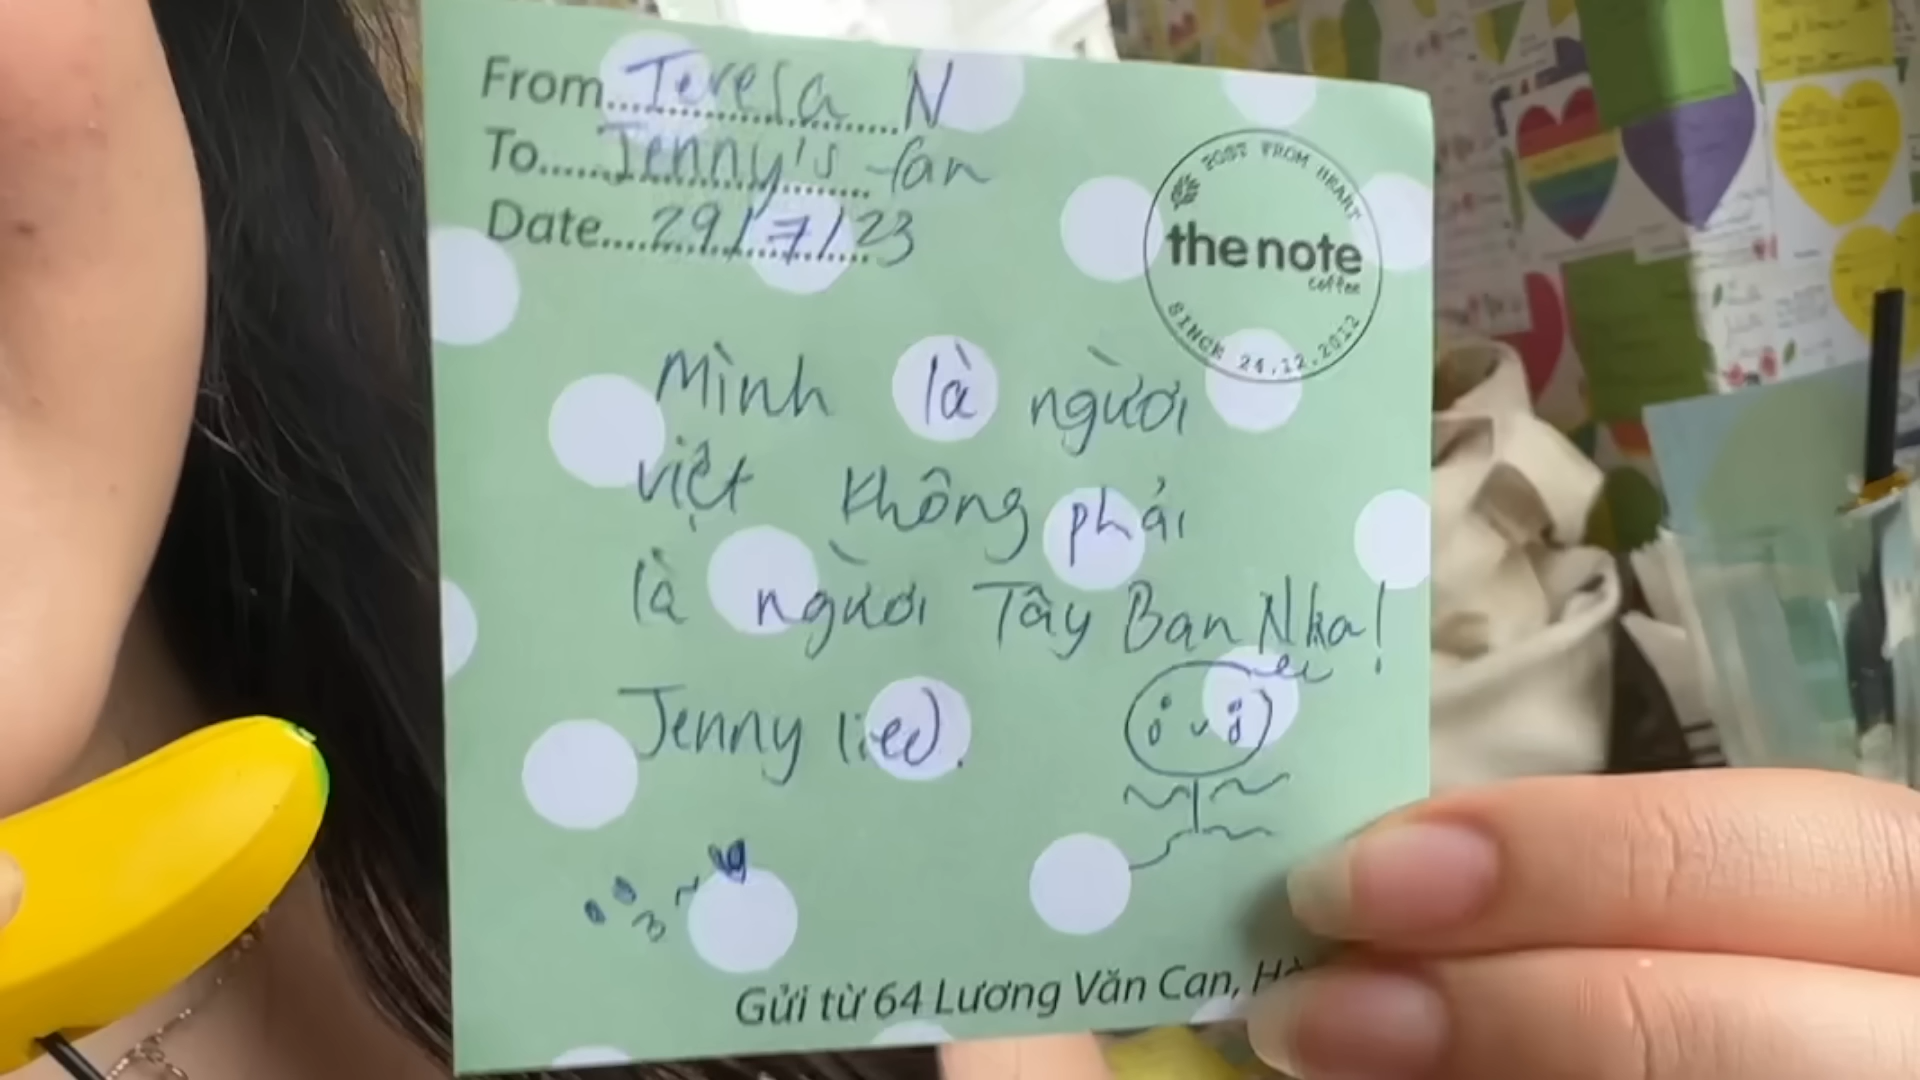 From Teresa N
To Jenny's fan
Date 29/7/23
POST FROM HEART
the note
coffee
SINCE 24.12.2012
Mình là người
việt không phải
là người Tây Ban Nha!
Jenny lied.
Gửi từ 64 Lương Văn Can,